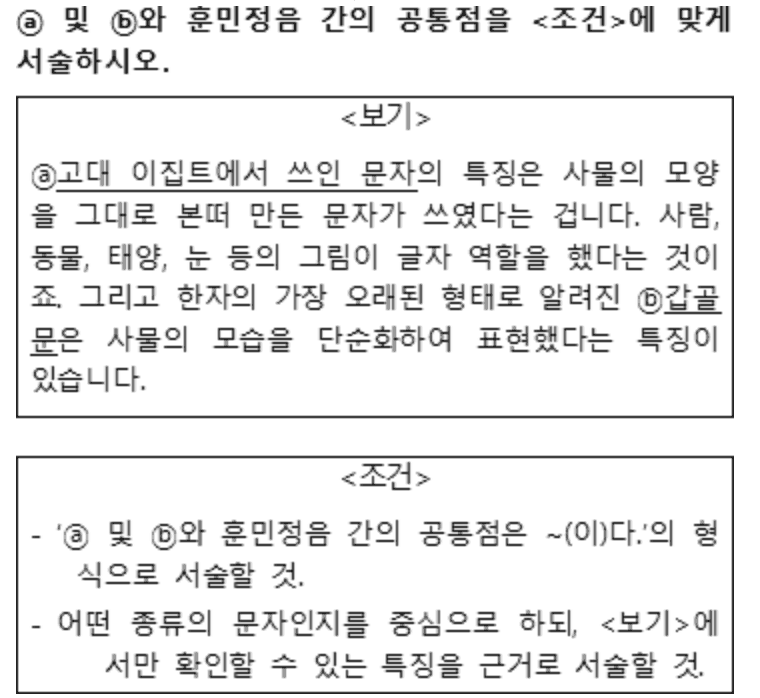 ⓐ 및 ⓑ와 훈민정음 간의 공통점을 <조건>에 맞게
서술하시오.
<보기>
ⓐ고대 이집트에서 쓰인 문자의 특징은 사물의 모양
을 그대로 본떠 만든 문자가 쓰였다는 겁니다. 사람,
동물, 태양, 눈 등의 그림이 글자 역할을 했다는 것이
죠. 그리고 한자의 가장 오래된 형태로 알려진 ⓑ갑골
문은 사물의 모습을 단순화하여 표현했다는 특징이
있습니다.
<조건>
- 'ⓐ 및 ⓑ와 훈민정음 간의 공통점은 ~(이)다.'의 형
식으로 서술할 것.
- 어떤 종류의 문자인지를 중심으로 하되, <보기>에
서만 확인할 수 있는 특징을 근거로 서술할 것.